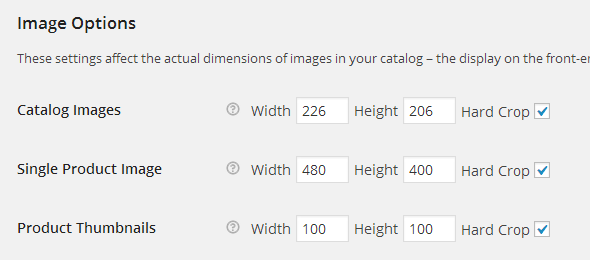 Image Options
These settings affect the actual dimensions of images in your catalog – the display on the front-
Catalog Images ? Width 226 Height 206 Hard Crop
Single Product Image ? Width 480 Height 400 Hard Crop
Product Thumbnails ? Width 100 Height 100 Hard Crop